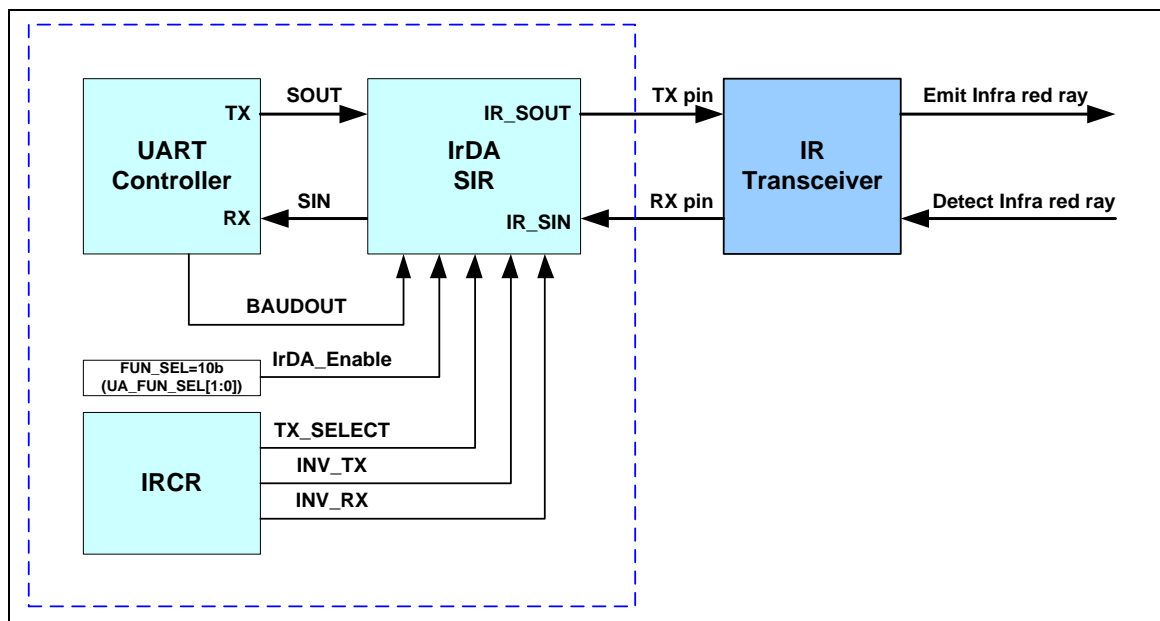 SOUT
TX pin
Emit Infra red ray
TX
IR_SOUT
UART
Controller
IrDA
SIR
IR
Transceiver
SIN
RX pin
Detect Infra red ray
RX
IR_SIN
BAUDOUT
FUN_SEL=10b
(UA_FUN_SEL[1:0])
IrDA_Enable
IRCR
TX_SELECT
INV_TX
INV_RX